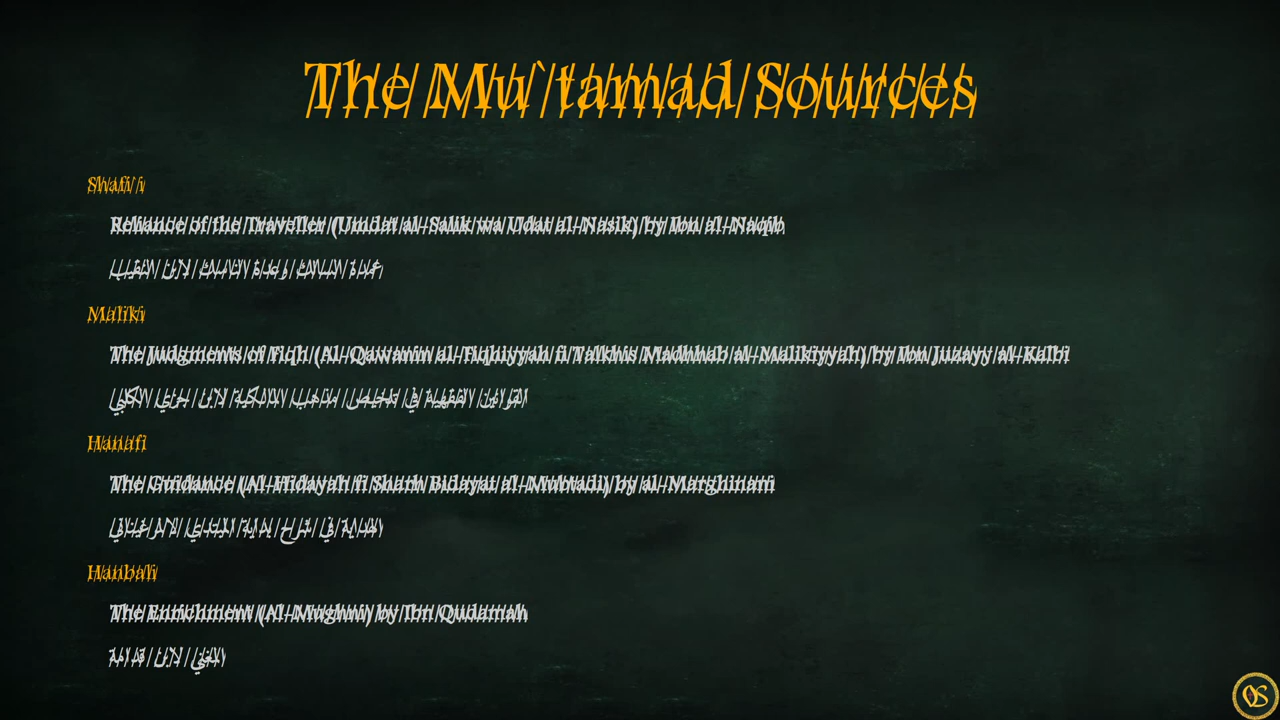 The Mu`tamad Sources
Shafi`i
Reliance of the Traveller (Umdat al-Salik wa Udat al-Nasik) by Ibn al-Naqib
عمدة السالك وعدة الناسك لابن النقيب
Maliki
The Judgments of Fiqh (Al-Qawanin al-Fiqhiyyah fi Talkhis Madhhab al-Malikiyyah) by Ibn Juzayy al-Kalbi
القوانين الفقهية في تلخيص مذهب المالكية لابن جزي الكلبي
Hanafi
The Guidance (Al-Hidayah fi Sharh Bidayat al-Mubtadi) by al-Marghinani
الهداية في شرح بداية المبتدي للمرغيناني
Hanbali
The Enrichment (Al-Mughni) by Ibn Qudamah
المغني لابن قدامة